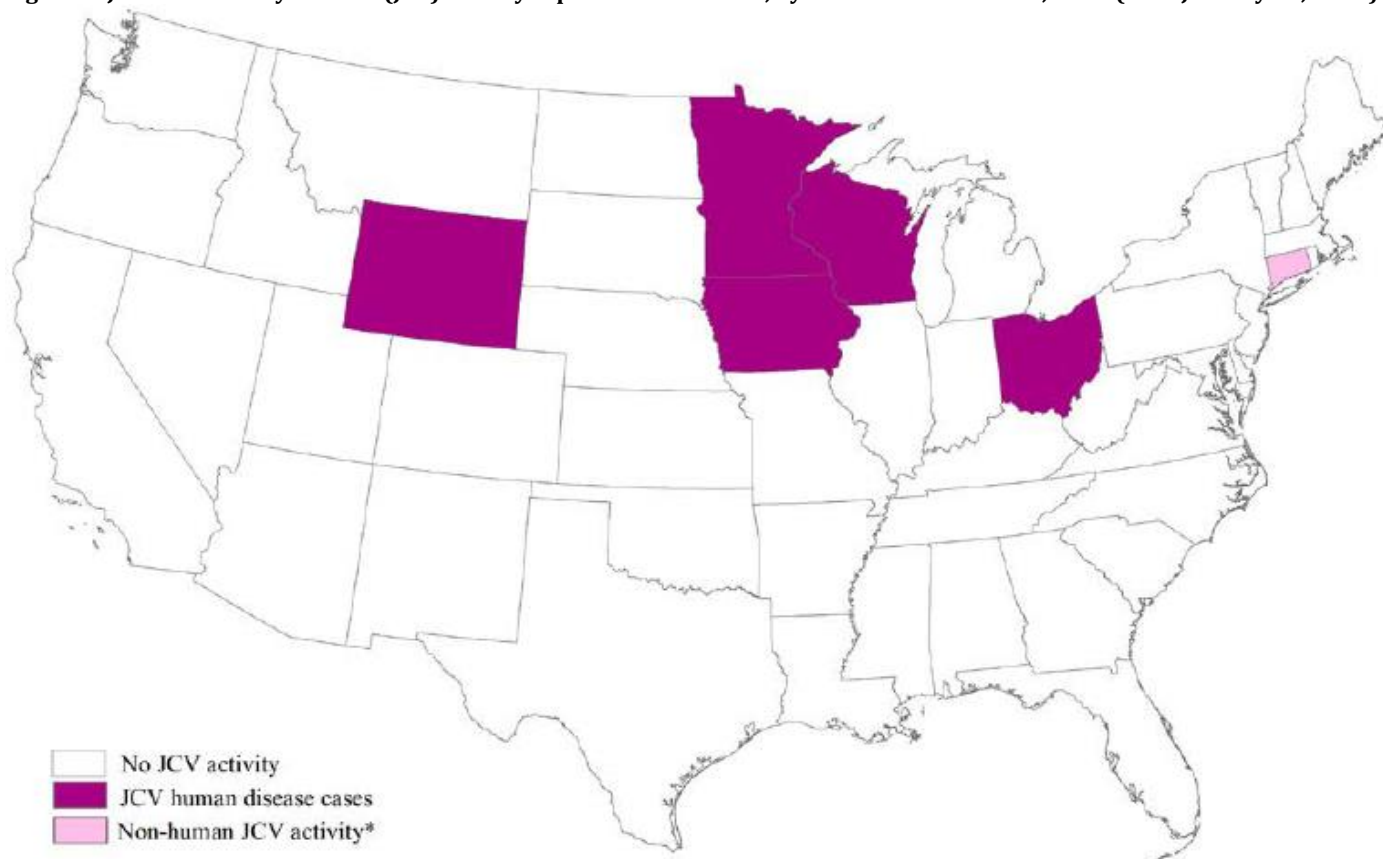 No JCV activity
JCV human disease cases
Non-human JCV activity*